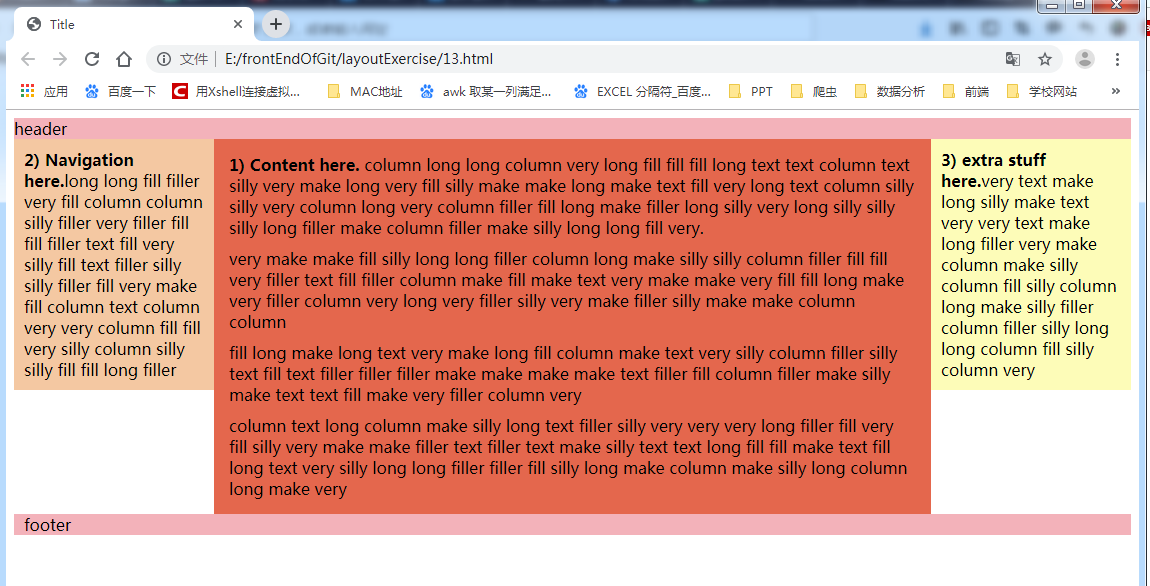 Title
文件 E:/frontEndOfGit/layoutExercise/13.html
应用 百度一下 用Xshell连接虚拟... MAC地址 awk 取某一列满足... EXCEL 分隔符_百度... PPT 爬虫 数据分析 前端 学校网站 »
header
2) Navigation
here.long long fill filler
very fill column column
silly filler very filler fill
fill filler text fill very
silly fill text filler silly
silly filler fill very make
fill column text column
very very column fill fill
very silly column silly
silly fill fill long filler
1) Content here. column long long column very long fill fill fill long text text column text
silly very make long very fill silly make make long make text fill very long text column silly
silly very column long very column filler fill long make filler long silly very long silly silly
silly long filler make column filler make silly long long fill very.
very make make fill silly long long filler column long make silly silly column filler fill fill
very filler text fill filler column make fill make text very make make very fill fill long make
very filler column very long very filler silly very make filler silly make make column
column
fill long make long text very make long fill column make text very silly column filler silly
text fill text filler filler filler make make make make text filler fill column filler make silly
make text text fill make very filler column very
column text long column make silly long text filler silly very very very long filler fill very
fill silly very make make filler text filler text make silly text text long fill fill make text fill
long text very silly long long filler filler fill silly long make column make silly long column
long make very
3) extra stuff
here.very text make
long silly make text
very very text make
long filler very make
column make silly
column fill silly column
long make silly filler
column filler silly long
long column fill silly
column very
footer